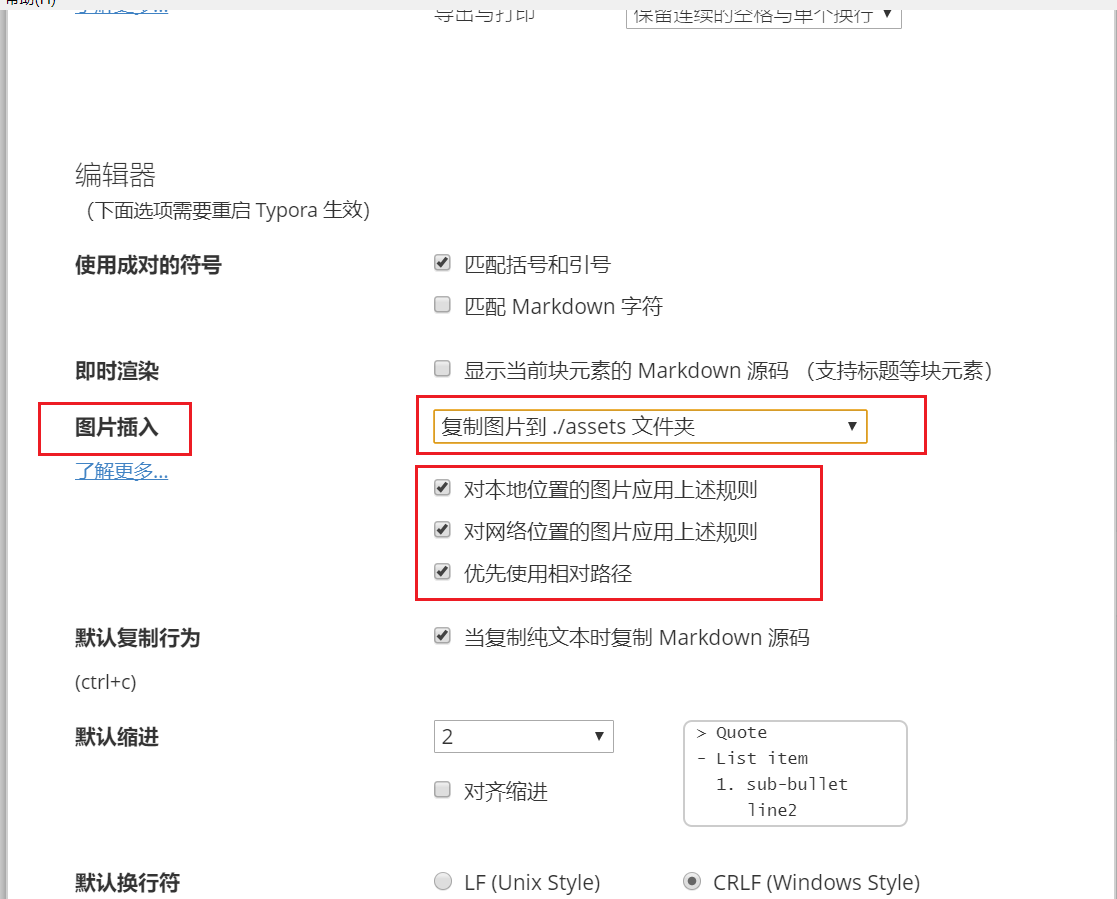 帮助(H)
了解更多...
导出与打印 保留连续的空格与单个换行
编辑器
（下面选项需要重启 Typora 生效）
使用成对的符号 匹配括号和引号
匹配 Markdown 字符
即时渲染 显示当前块元素的 Markdown 源码 （支持标题等块元素）
图片插入 复制图片到 ./assets 文件夹
了解更多...
对本地位置的图片应用上述规则
对网络位置的图片应用上述规则
优先使用相对路径
默认复制行为 当复制纯文本时复制 Markdown 源码
(ctrl+c)
默认缩进 2
> Quote
- List item
1. sub-bullet
line2
对齐缩进
默认换行符 LF (Unix Style) CRLF (Windows Style)